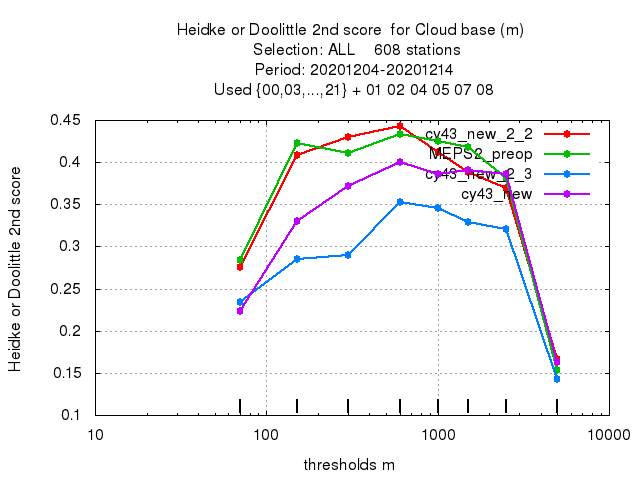 Heidke or Doolittle 2nd score for Cloud base (m)
Selection: ALL 608 stations
Period: 20201204-20201214
Used {00,03,...,21} + 01 02 04 05 07 08
Heidke or Doolittle 2nd score
0.45
0.4
0.35
0.3
0.25
0.2
0.15
0.1
cy43_new_2_2
MEPS2_preop
cy43_new_2_3
cy43_new
10 100 1000 10000
thresholds m